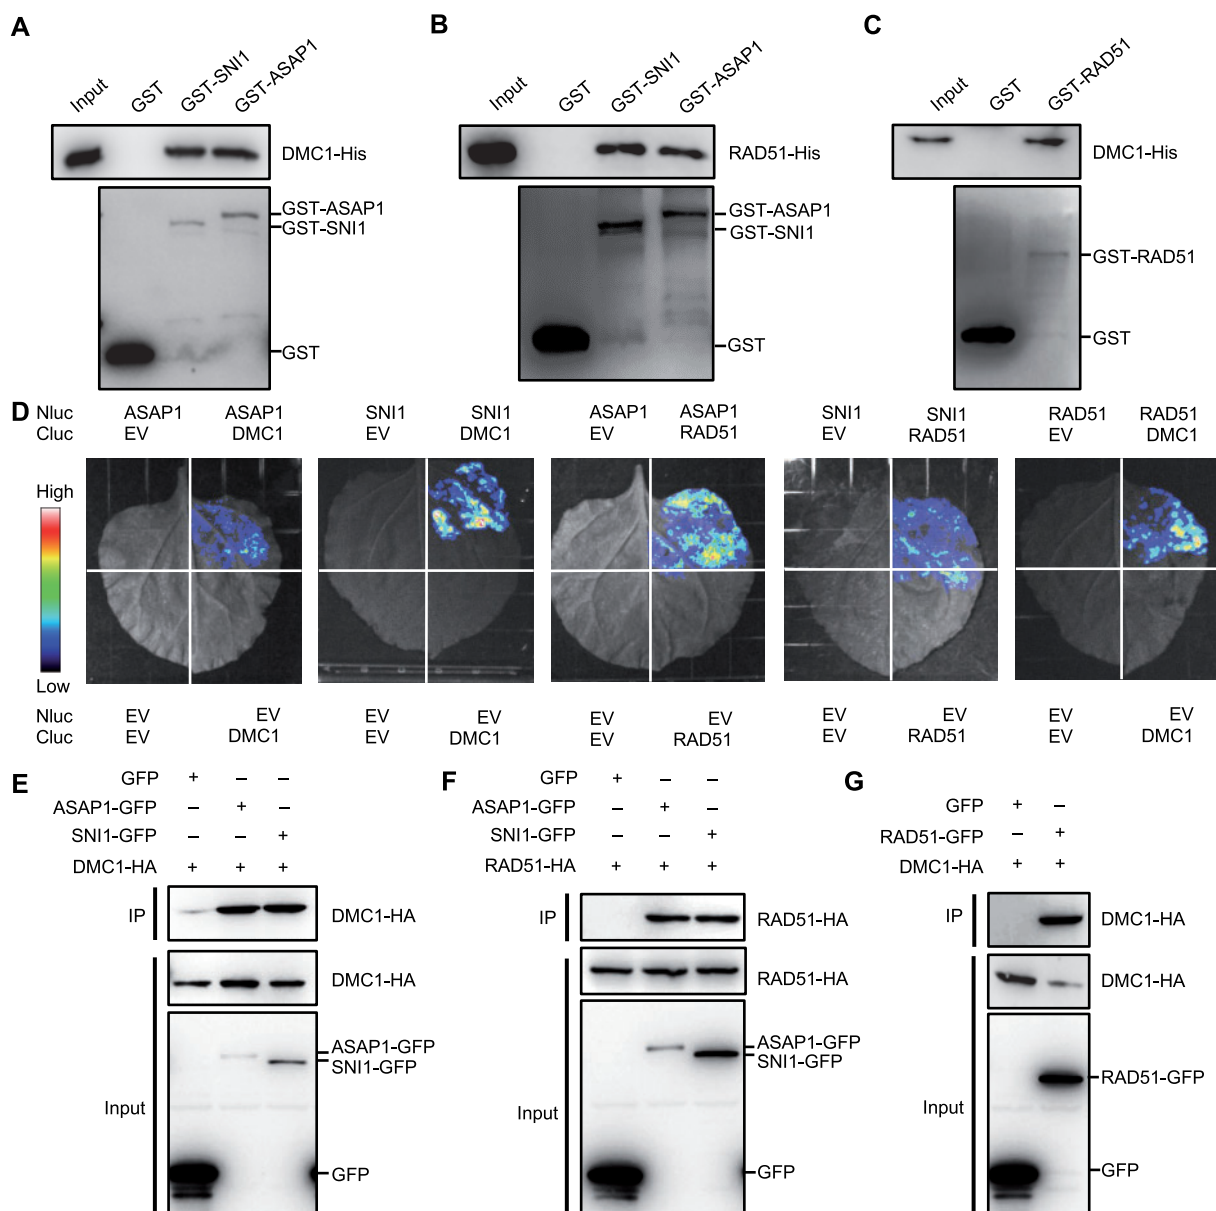 A
Input
GST
GST-SNI1
GST-ASAP1
DMC1-His
GST-ASAP1
GST-SNI1
GST
B
Input
GST
GST-SNI1
GST-ASAP1
RAD51-His
GST-ASAP1
GST-SNI1
GST
C
Input
GST
GST-RAD51
DMC1-His
GST-RAD51
GST
D
Nluc ASAP1 ASAP1 SNI1 SNI1 ASAP1 ASAP1 SNI1 SNI1 RAD51 RAD51
Cluc EV DMC1 EV DMC1 EV RAD51 EV RAD51 EV DMC1
High
Low
Nluc EV EV EV EV EV EV EV EV EV EV
Cluc EV DMC1 EV DMC1 EV RAD51 EV RAD51 EV DMC1
E
GFP + – –
ASAP1-GFP – + –
SNI1-GFP – – +
DMC1-HA + + +
IP
DMC1-HA
DMC1-HA
ASAP1-GFP
SNI1-GFP
Input
GFP
F
GFP + – –
ASAP1-GFP – + –
SNI1-GFP – – +
RAD51-HA + + +
IP
RAD51-HA
RAD51-HA
ASAP1-GFP
SNI1-GFP
Input
GFP
G
GFP + –
RAD51-GFP – +
DMC1-HA + +
IP
DMC1-HA
DMC1-HA
RAD51-GFP
Input
GFP